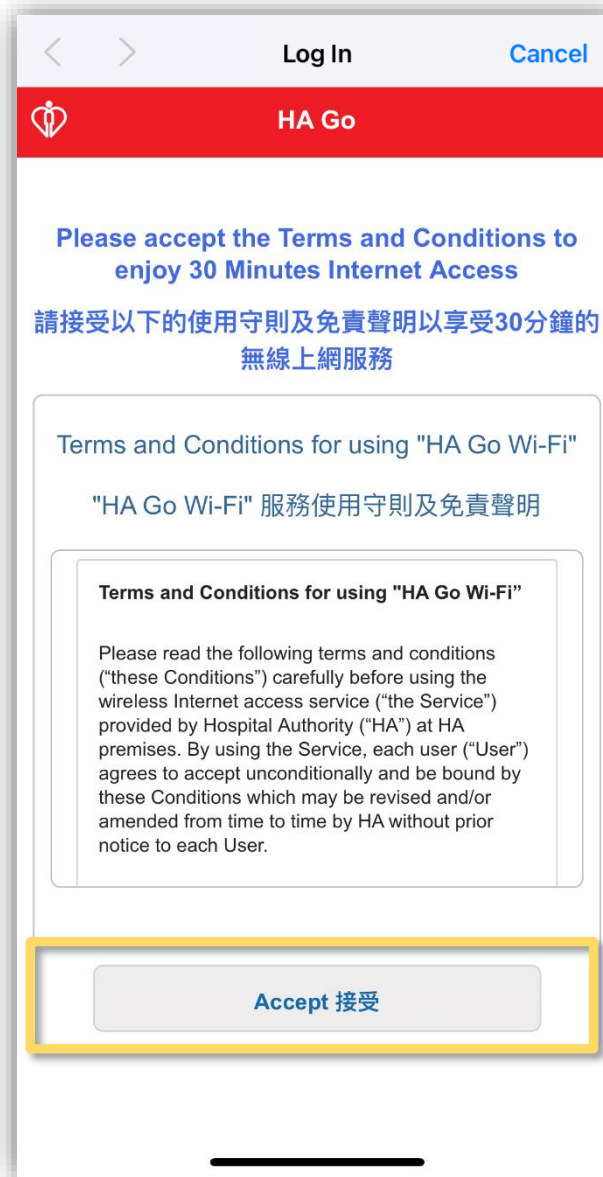 Log In
Cancel
HA Go
Please accept the Terms and Conditions to
enjoy 30 Minutes Internet Access
請接受以下的使用守則及免責聲明以享受30分鐘的
無線上網服務
Terms and Conditions for using "HA Go Wi-Fi"
"HA Go Wi-Fi" 服務使用守則及免責聲明
Terms and Conditions for using "HA Go Wi-Fi”
Please read the following terms and conditions
(“these Conditions”) carefully before using the
wireless Internet access service (“the Service”)
provided by Hospital Authority (“HA”) at HA
premises. By using the Service, each user (“User”)
agrees to accept unconditionally and be bound by
these Conditions which may be revised and/or
amended from time to time by HA without prior
notice to each User.
Accept 接受